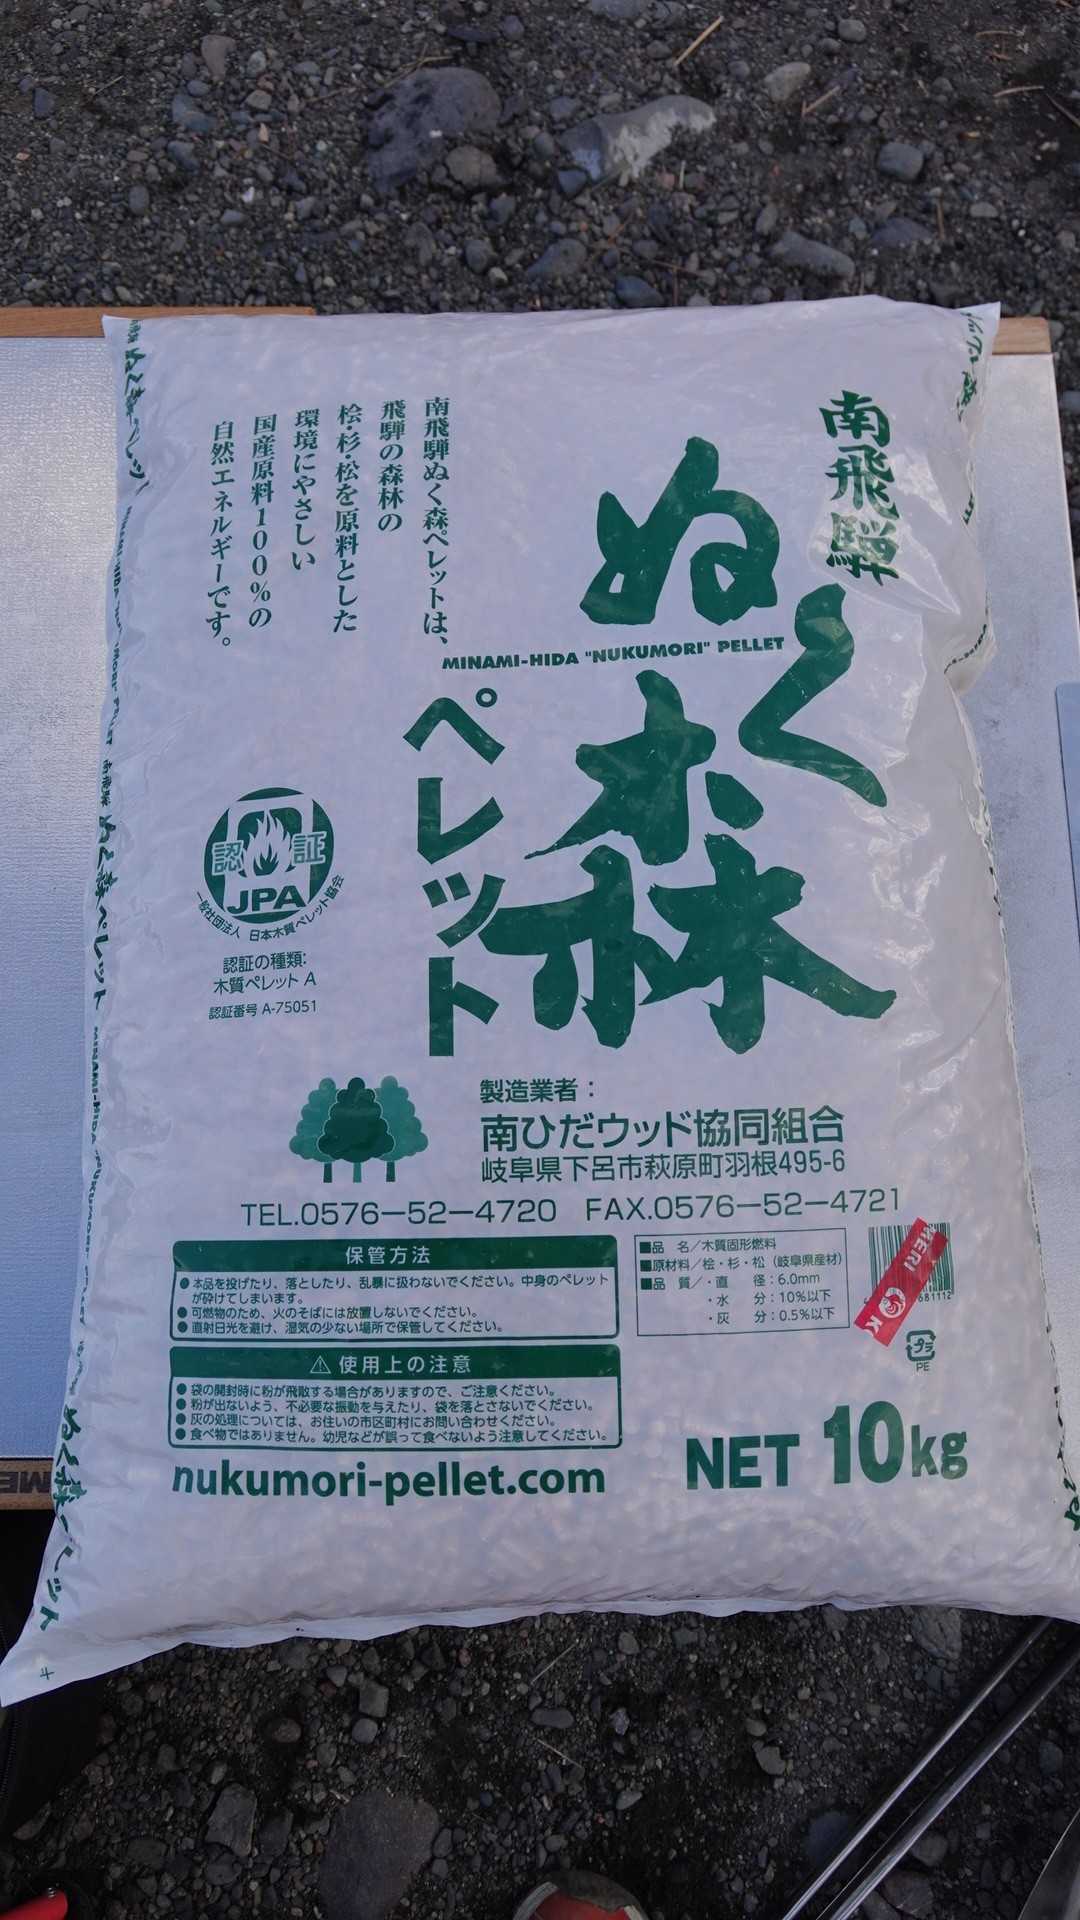 南飛騨
ぬく森
MINAMI-HIDA "NUKUMORI" PELLET
ペレット
南飛騨ぬく森ペレットは、
飛騨の森林の
桧・杉・松を原料とした
環境にやさしい
国産原料100%の
自然エネルギーです。
認証
JPA
一般社団法人 日本木質ペレット協会
認証の種類:
木質ペレット A
認証番号 A-75051
製造業者：
南ひだウッド協同組合
岐阜県下呂市萩原町羽根495-6
TEL.0576-52-4720 FAX.0576-52-4721
保管方法
●本品を投げたり、落としたり、乱暴に扱わないでください。中身のペレット
が砕けてしまいます。
●可燃物のため、火のそばには放置しないでください。
●直射日光を避け、湿気の少ない場所で保管してください。
⚠使用上の注意
●袋の開封時に粉が飛散する場合がありますので、ご注意ください。
●粉が出ないよう、不必要な振動を与えたり、袋を落とさないでください。
●灰の処理については、お住いの市区町村にお問い合わせください。
●食べ物ではありません。幼児などが誤って食べないよう注意してください。
■品 名／木質固形燃料
■原材料／桧・杉・松（岐阜県産材）
■品 質／・直 径：6.0mm
・水 分：10%以下
・灰 分：0.5%以下
681112
プラ
PE
nukumori-pellet.com
NET 10kg